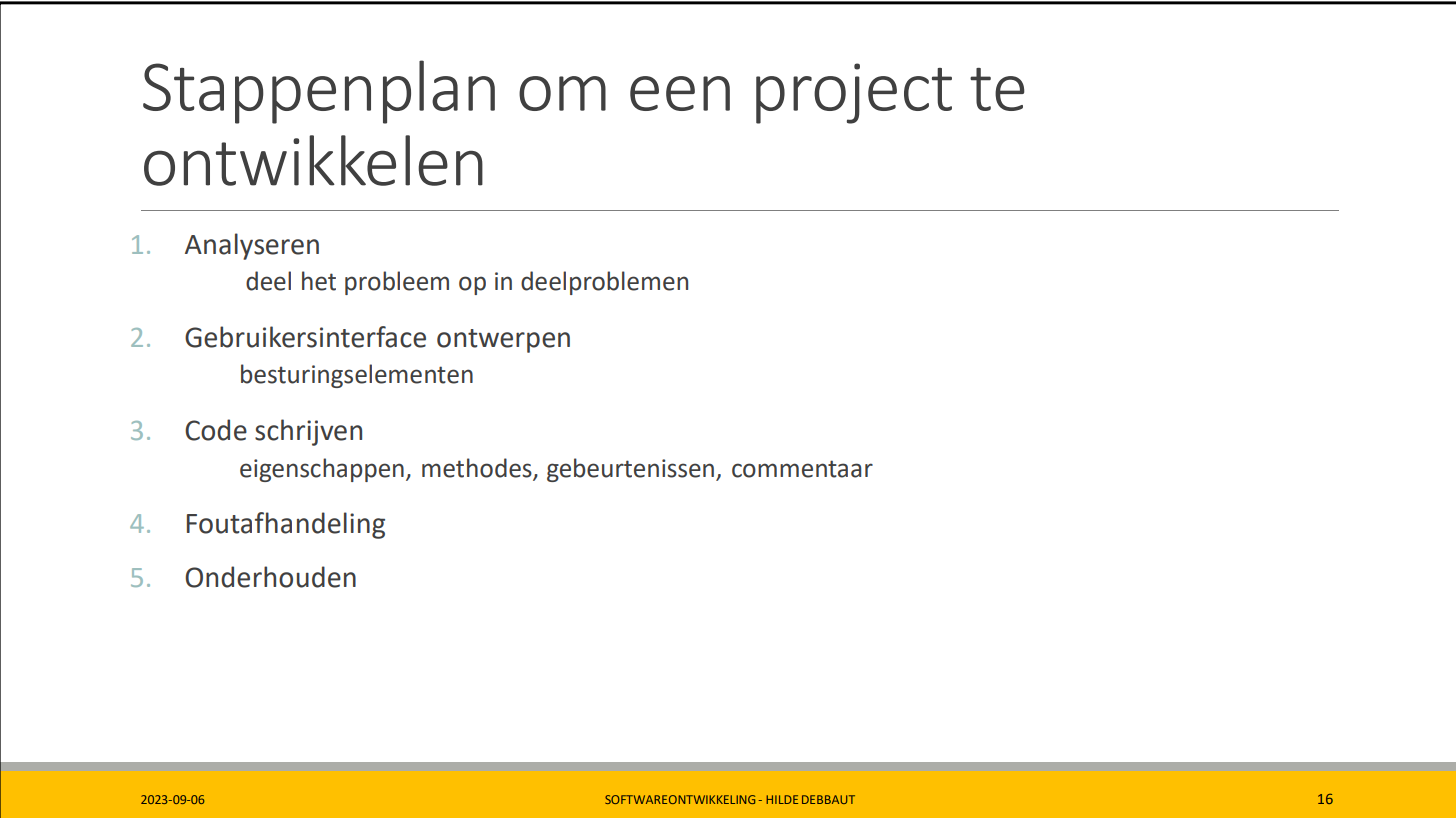 Stappenplan om een project te
ontwikkelen
1. Analyseren
deel het probleem op in deelproblemen
2. Gebruikersinterface ontwerpen
besturingselementen
3. Code schrijven
eigenschappen, methodes, gebeurtenissen, commentaar
4. Foutafhandeling
5. Onderhouden
2023-09-06 SOFTWAREONTWIKKELING - HILDE DEBBAUT 16